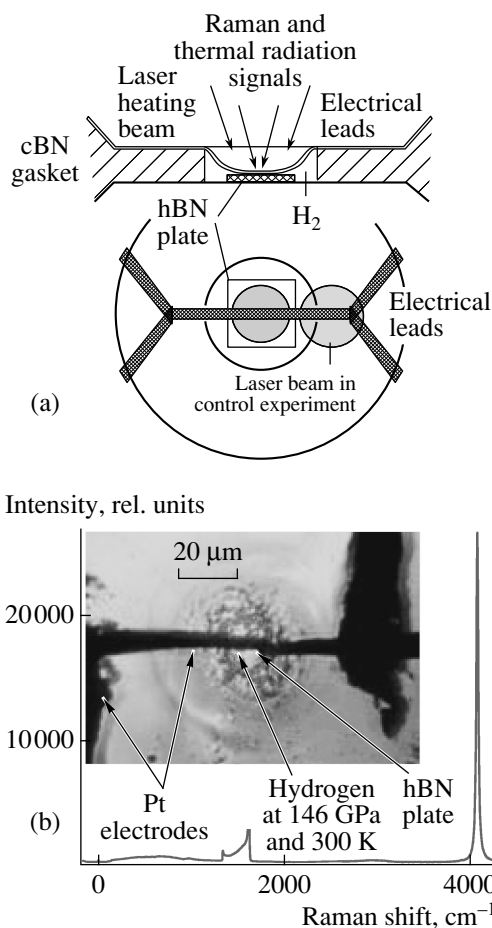 Raman and
thermal radiation
signals
Laser
heating
beam
Electrical
leads
cBN
gasket
hBN
plate
H₂
Electrical
leads
Laser beam in
control experiment
(a)
Intensity, rel. units
20 μm
20000
10000
Pt
electrodes
Hydrogen
at 146 GPa
and 300 K
hBN
plate
(b)
0
2000
4000
Raman shift, cm⁻¹